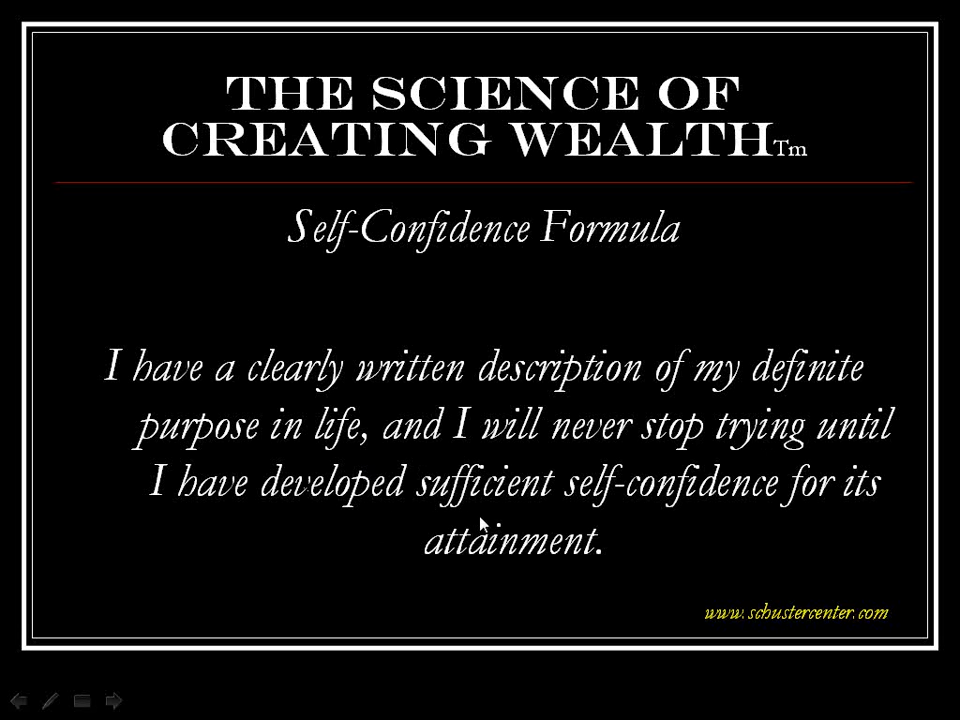 THE SCIENCE OF
CREATING WEALTHTm
Self-Confidence Formula
I have a clearly written description of my definite
purpose in life, and I will never stop trying until
I have developed sufficient self-confidence for its
attainment.
www.schustercenter.com